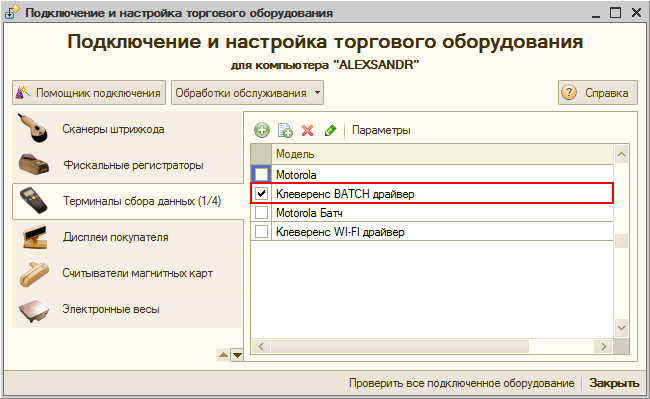 Подключение и настройка торгового оборудования
Подключение и настройка торгового оборудования
для компьютера "ALEXSANDR"
Помощник подключения
Обработки обслуживания
Справка
Сканеры штрихкода
Фискальные регистраторы
Терминалы сбора данных (1/4)
Дисплеи покупателя
Считыватели магнитных карт
Электронные весы
Параметры
Модель
Motorola
Клеверенс BATCH драйвер
Motorola Батч
Клеверенс WI-FI драйвер
Проверить все подключенное оборудование
Закрыть